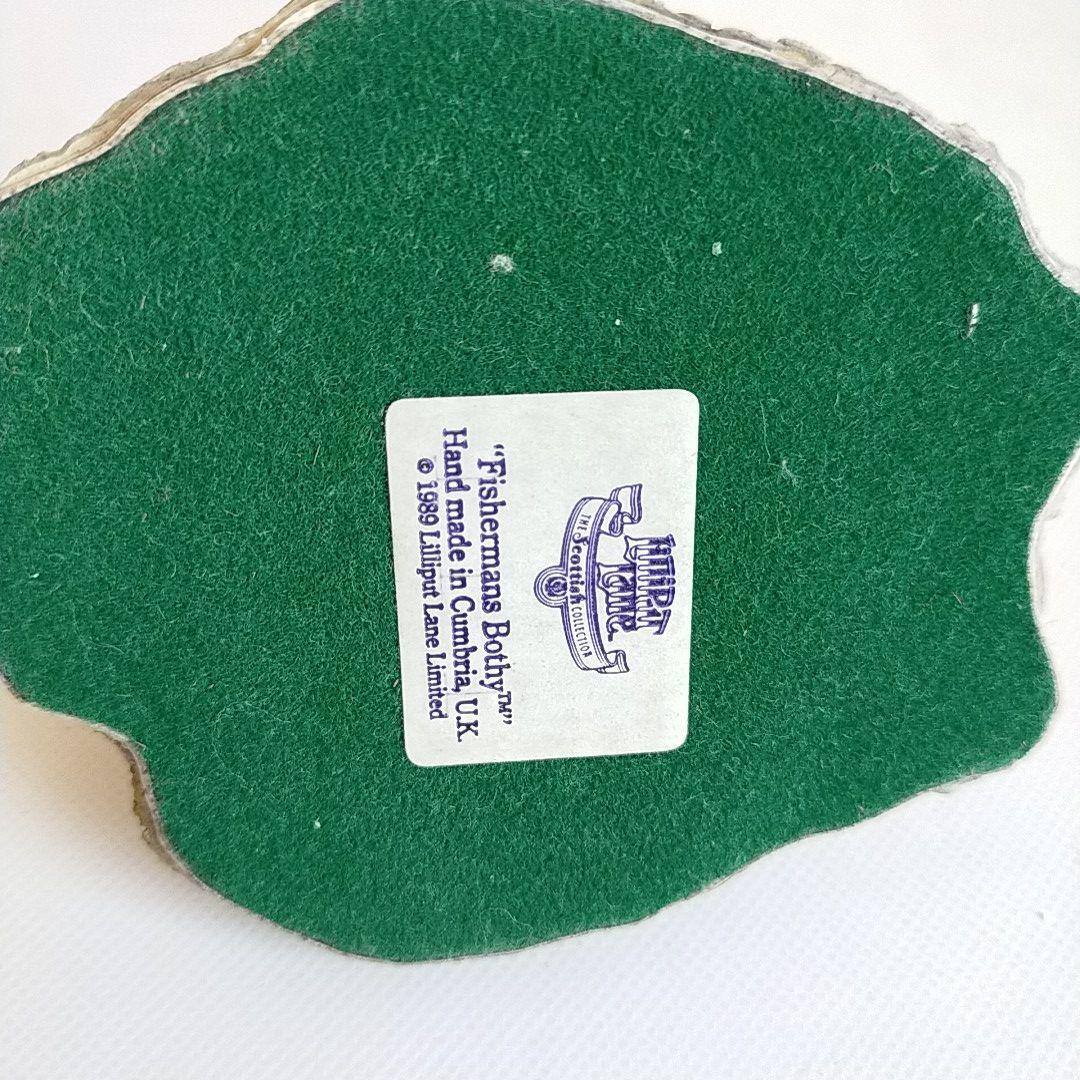 Lilliput
Lane
THE Scottish COLLECTION
"Fishermans Bothy™"
Hand made in Cumbria, U.K.
© 1989 Lilliput Lane Limited